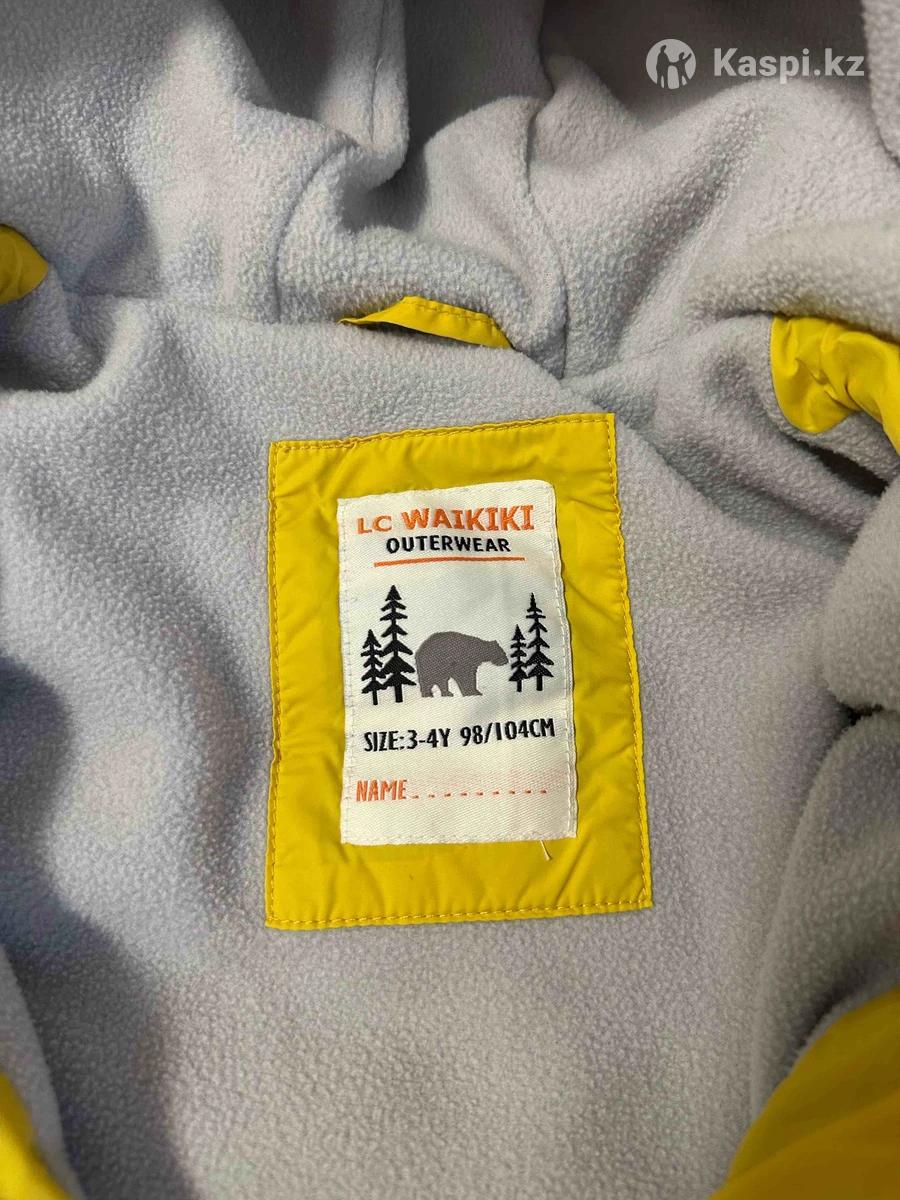 Kaspi.kz
LC WAIKIKI
OUTERWEAR
SIZE:3-4Y 98/104CM
NAME..........